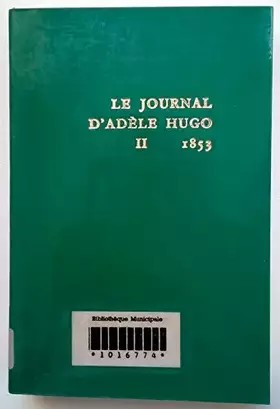 LE JOURNAL
D'ADÈLE HUGO
II 1853
Bibliothèque Municipale
*1016774*